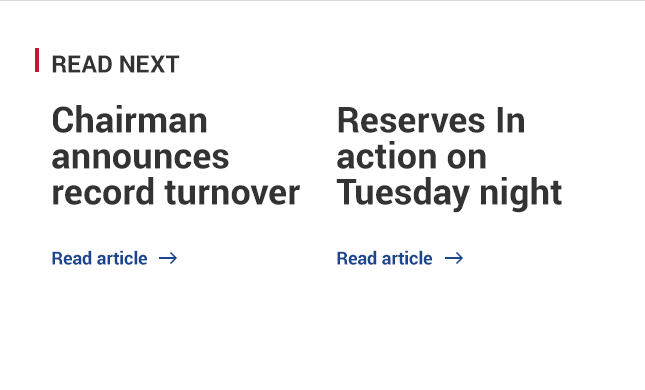 READ NEXT
Chairman
announces
record turnover
Read article
Reserves In
action on
Tuesday night
Read article